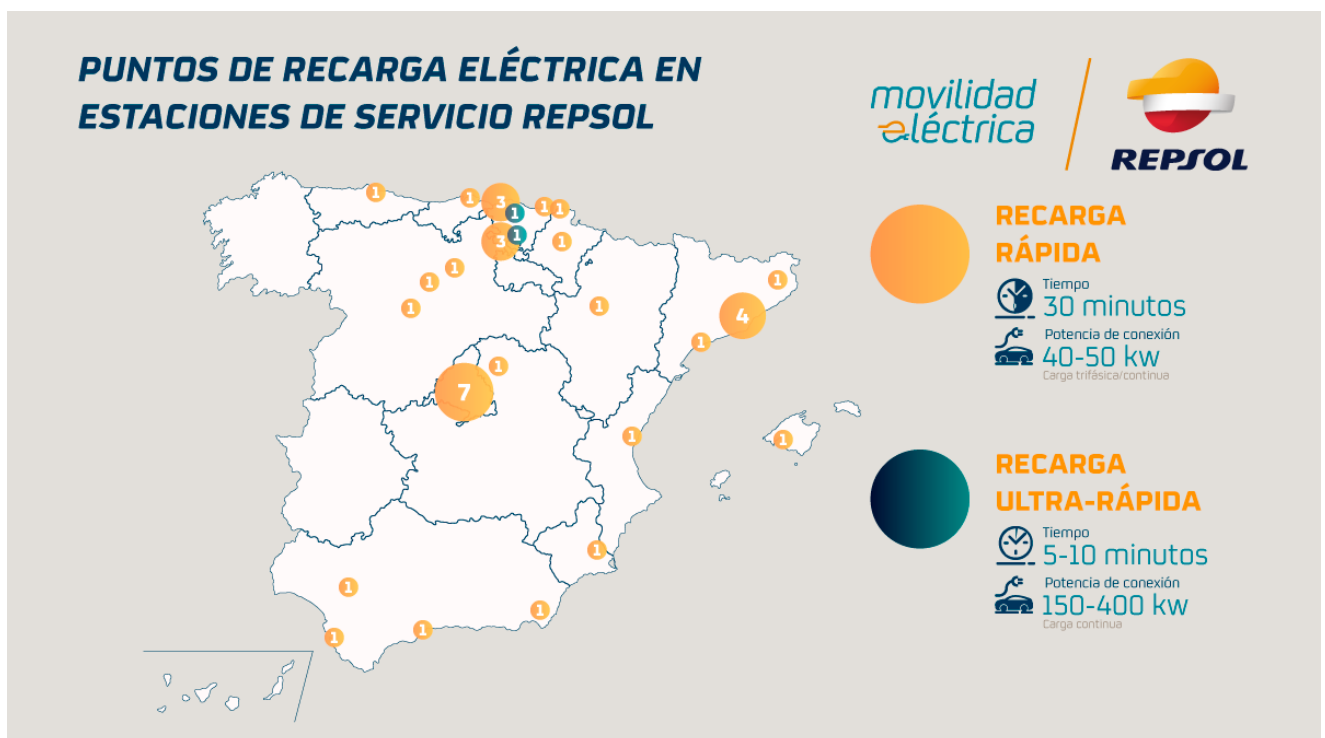 PUNTOS DE RECARGA ELÉCTRICA EN
ESTACIONES DE SERVICIO REPSOL
movilidad
eléctrica
REPSOL
1
1
3
1
1
1
3
1
1
1
1
1
1
1
4
1
1
7
1
1
1
1
1
1
1
RECARGA
RÁPIDA
Tiempo
30 minutos
Potencia de conexión
40-50 kw
Carga trifásica/continua
RECARGA
ULTRA-RÁPIDA
Tiempo
5-10 minutos
Potencia de conexión
150-400 kw
Carga continua